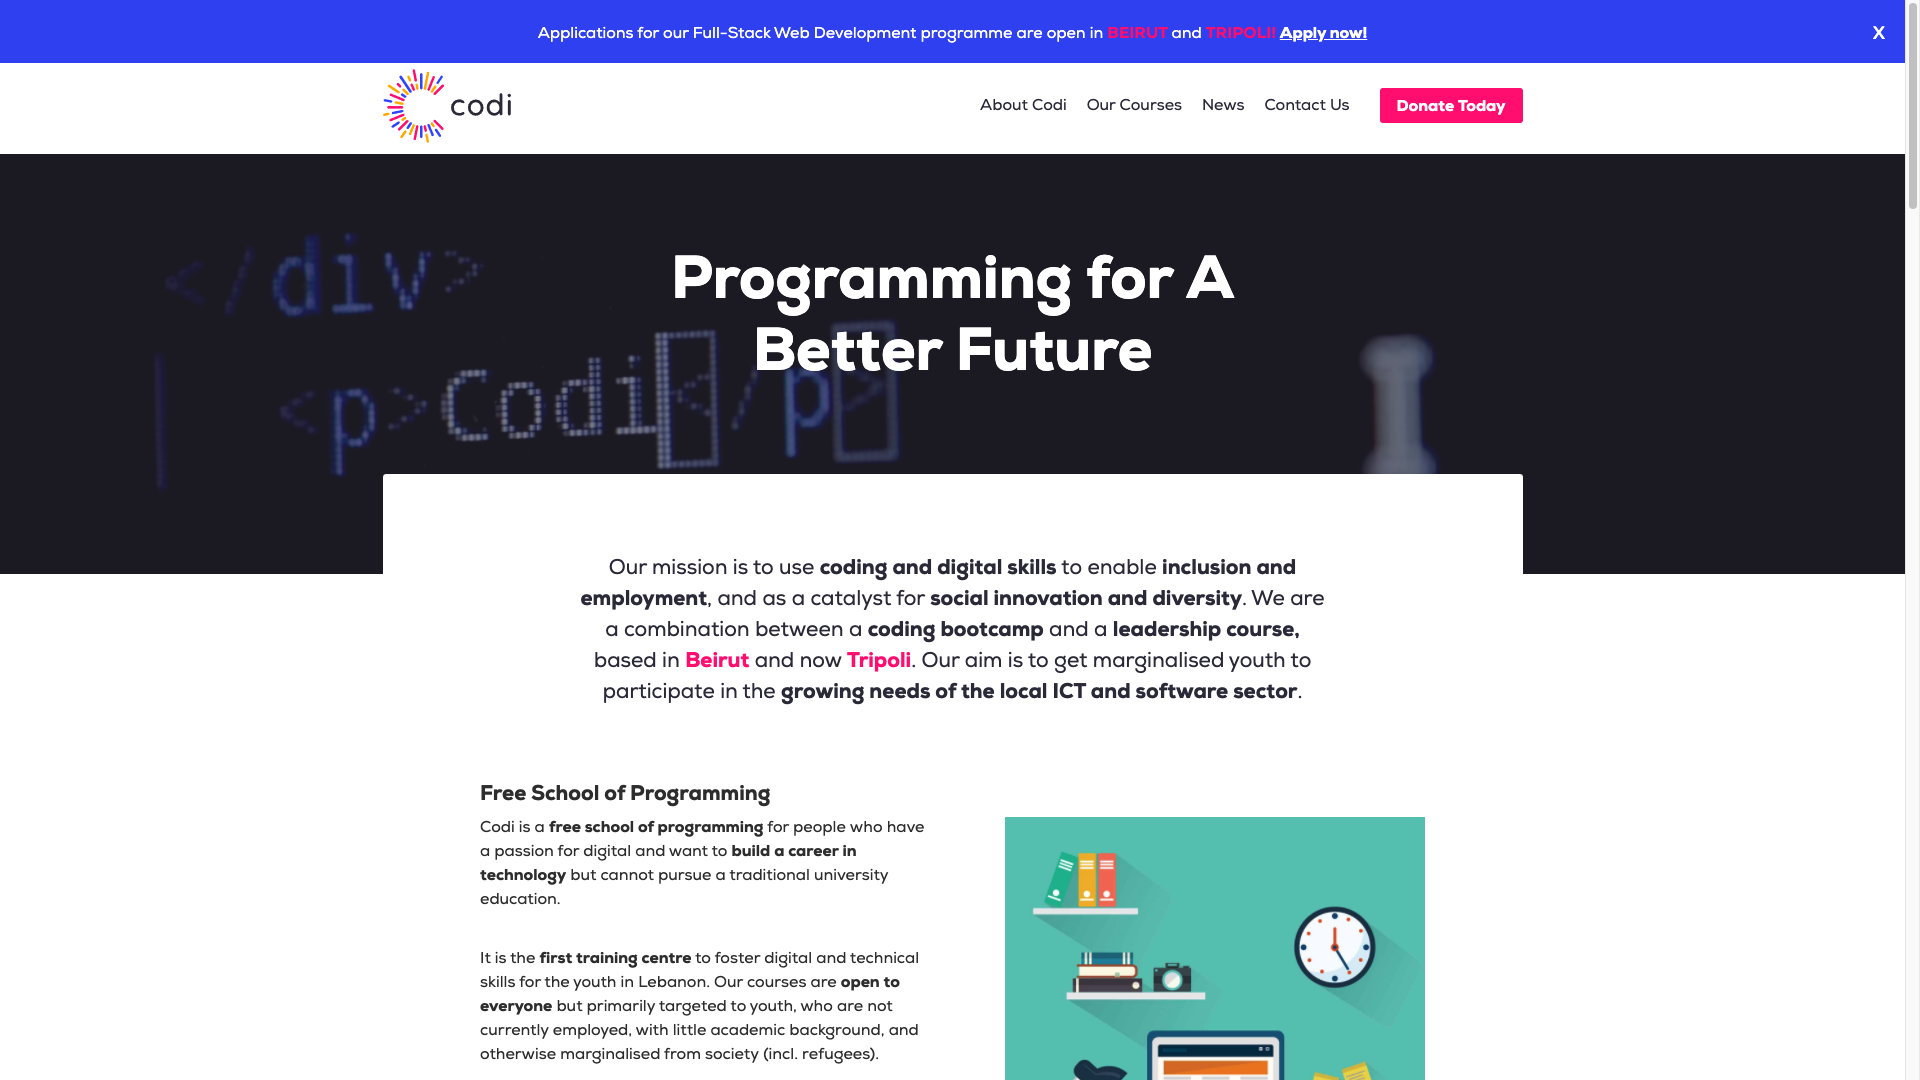 Applications for our Full-Stack Web Development programme are open in BEIRUT and TRIPOLI! Apply now!
X
codi
About Codi
Our Courses
News
Contact Us
Donate Today
</div>
<p>Codi</p>
Programming for A
Better Future
Our mission is to use coding and digital skills to enable inclusion and
employment, and as a catalyst for social innovation and diversity. We are
a combination between a coding bootcamp and a leadership course,
based in Beirut and now Tripoli. Our aim is to get marginalised youth to
participate in the growing needs of the local ICT and software sector.
Free School of Programming
Codi is a free school of programming for people who have
a passion for digital and want to build a career in
technology but cannot pursue a traditional university
education.
It is the first training centre to foster digital and technical
skills for the youth in Lebanon. Our courses are open to
everyone but primarily targeted to youth, who are not
currently employed, with little academic background, and
otherwise marginalised from society (incl. refugees).